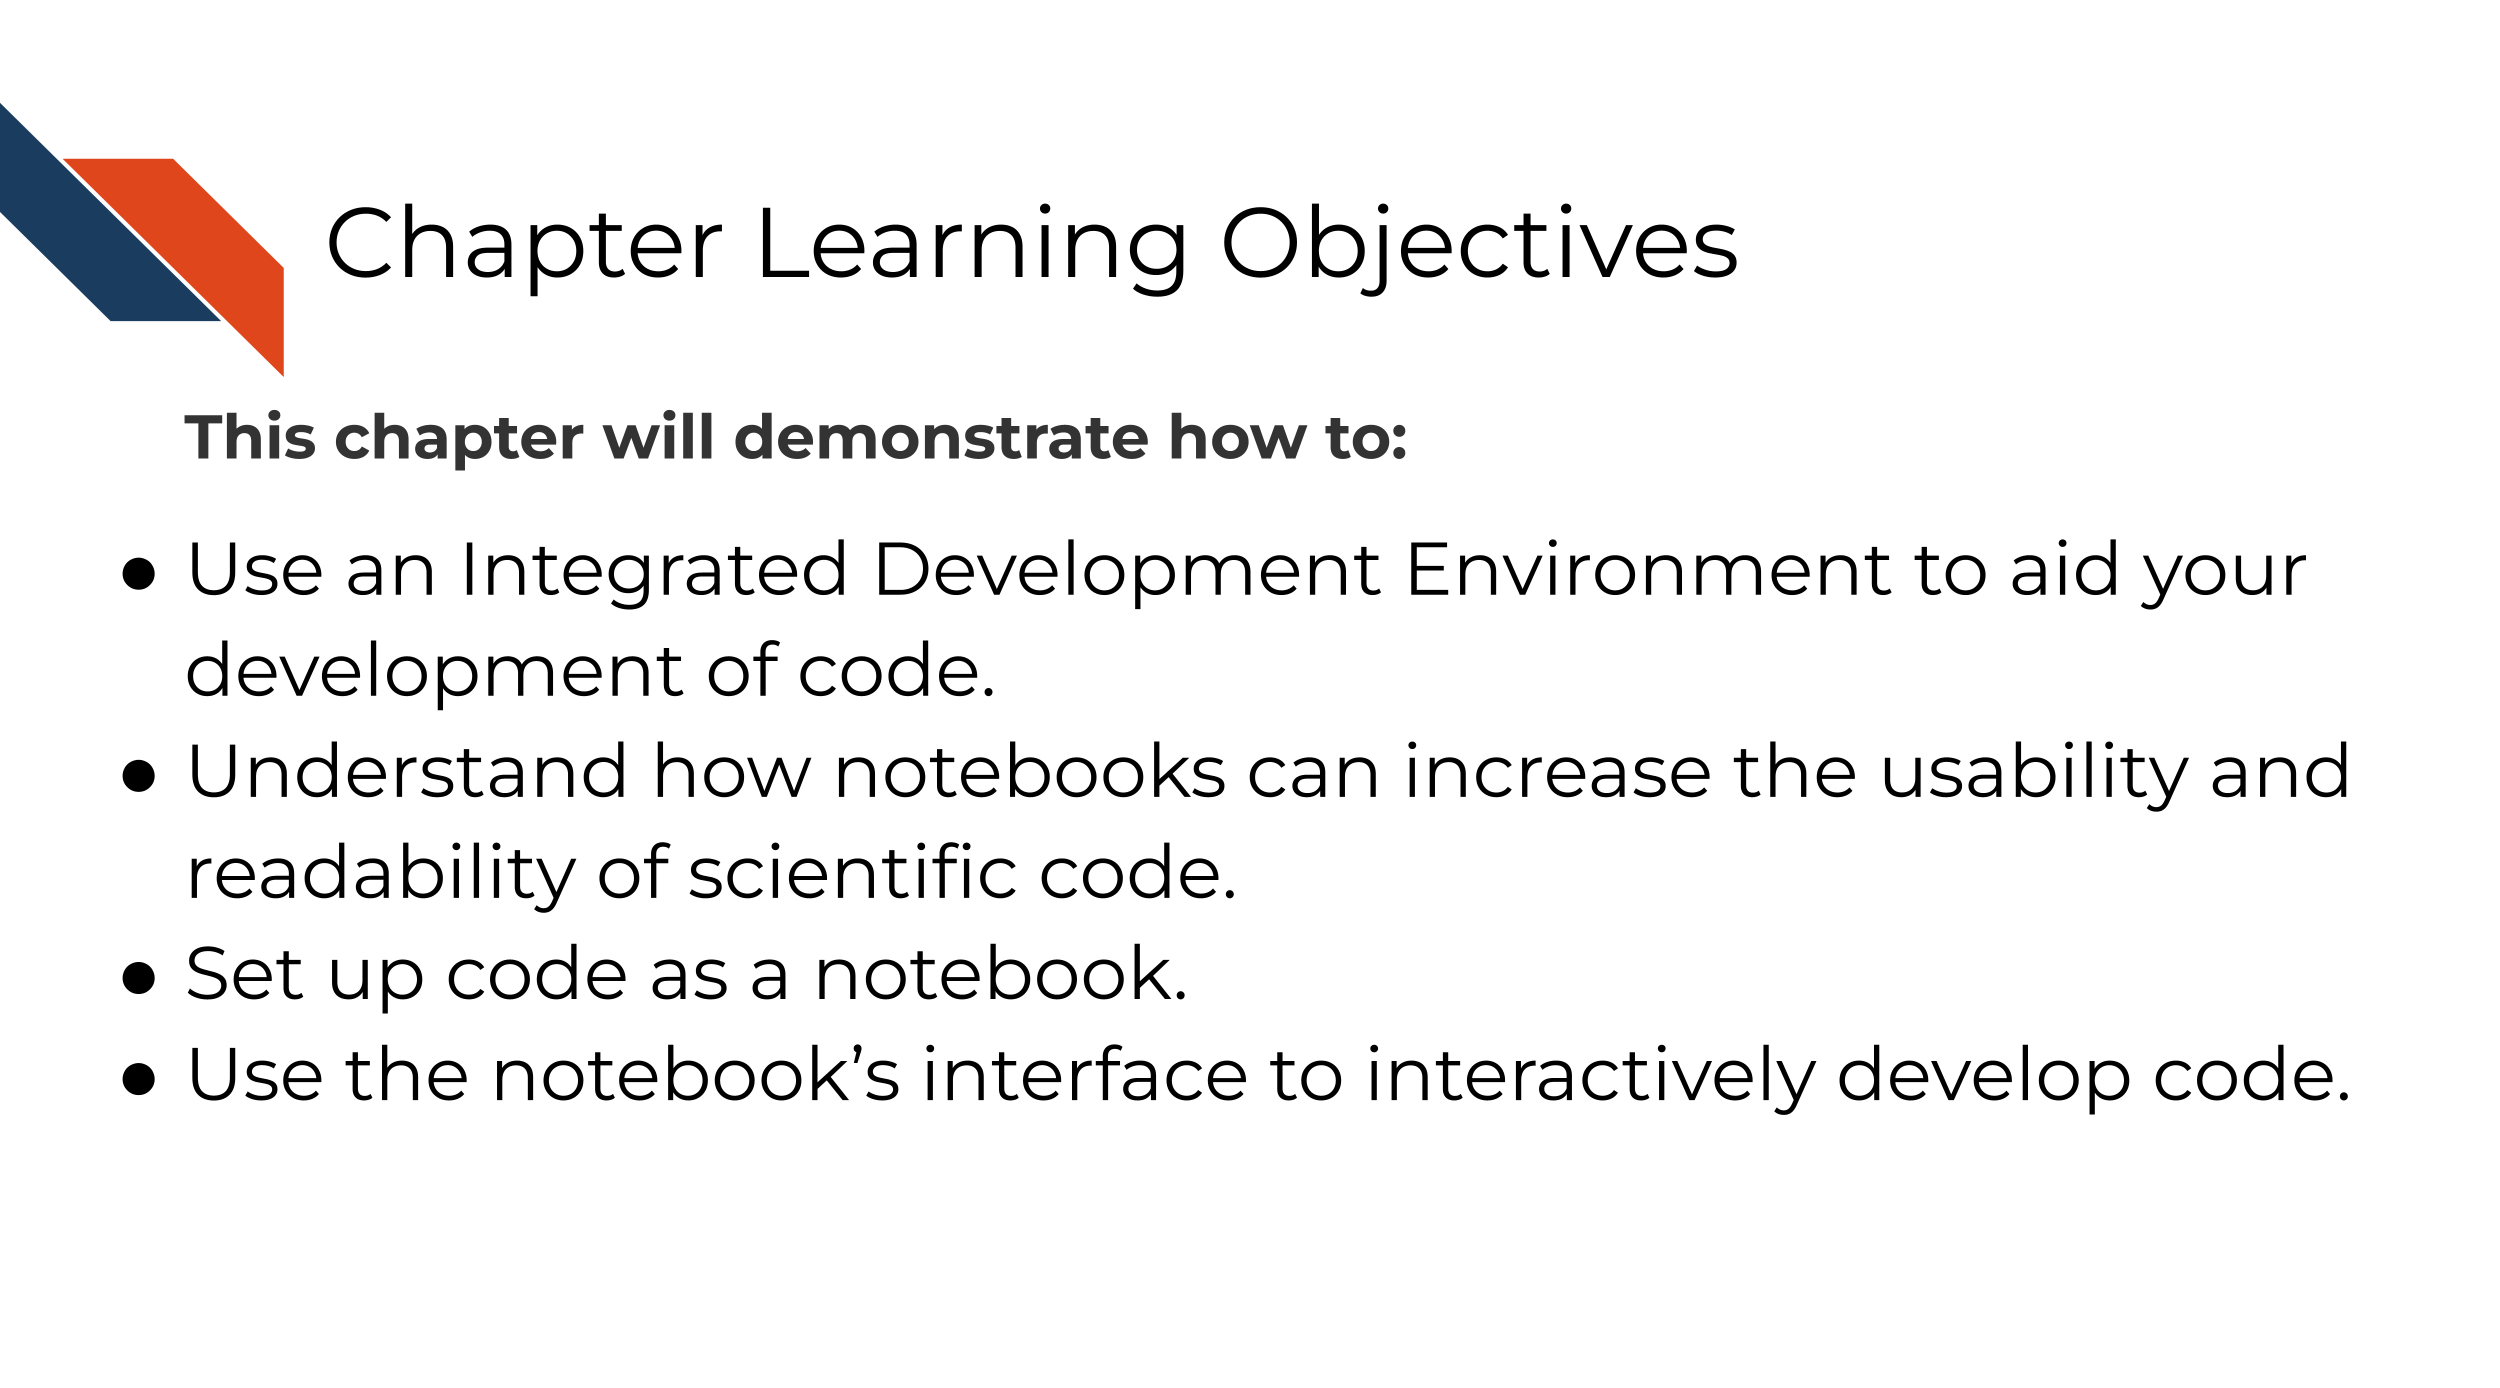 Chapter Learning Objectives
This chapter will demonstrate how to:
● Use an Integrated Development Environment to aid your
development of code.
● Understand how notebooks can increase the usability and
readability of scientific code.
● Set up code as a notebook.
● Use the notebook’s interface to interactively develop code.